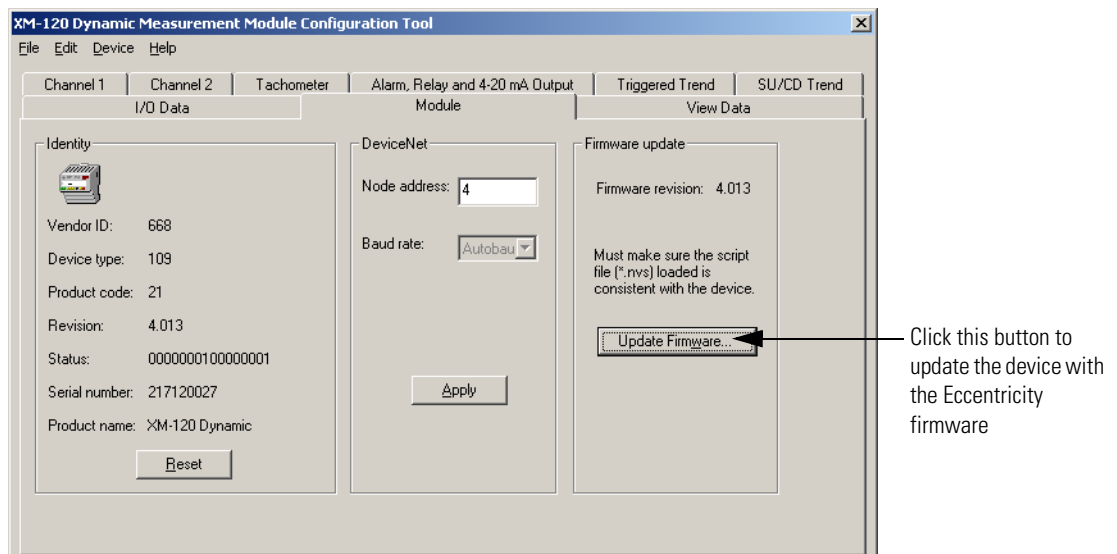 XM-120 Dynamic Measurement Module Configuration Tool
File Edit Device Help
Channel 1 Channel 2 Tachometer Alarm, Relay and 4-20 mA Output Triggered Trend SU/CD Trend
I/O Data Module View Data
Identity
Vendor ID: 668
Device type: 109
Product code: 21
Revision: 4.013
Status: 0000000100000001
Serial number: 217120027
Product name: XM-120 Dynamic
Reset
DeviceNet
Node address: 4
Baud rate: Autobau
Apply
Firmware update
Firmware revision: 4.013
Must make sure the script
file (*.nvs) loaded is
consistent with the device.
Update Firmware...
Click this button to
update the device with
the Eccentricity
firmware